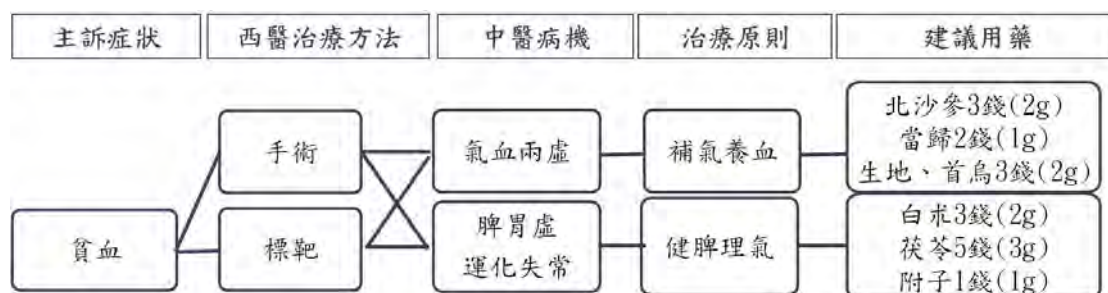 主訴症狀
西醫治療方法
中醫病機
治療原則
建議用藥
貧血
手術
標靶
氣血兩虛
脾胃虛
運化失常
補氣養血
健脾理氣
北沙參3錢(2g)
當歸2錢(1g)
生地、首烏3錢(2g)
白朮3錢(2g)
茯苓5錢(3g)
附子1錢(1g)